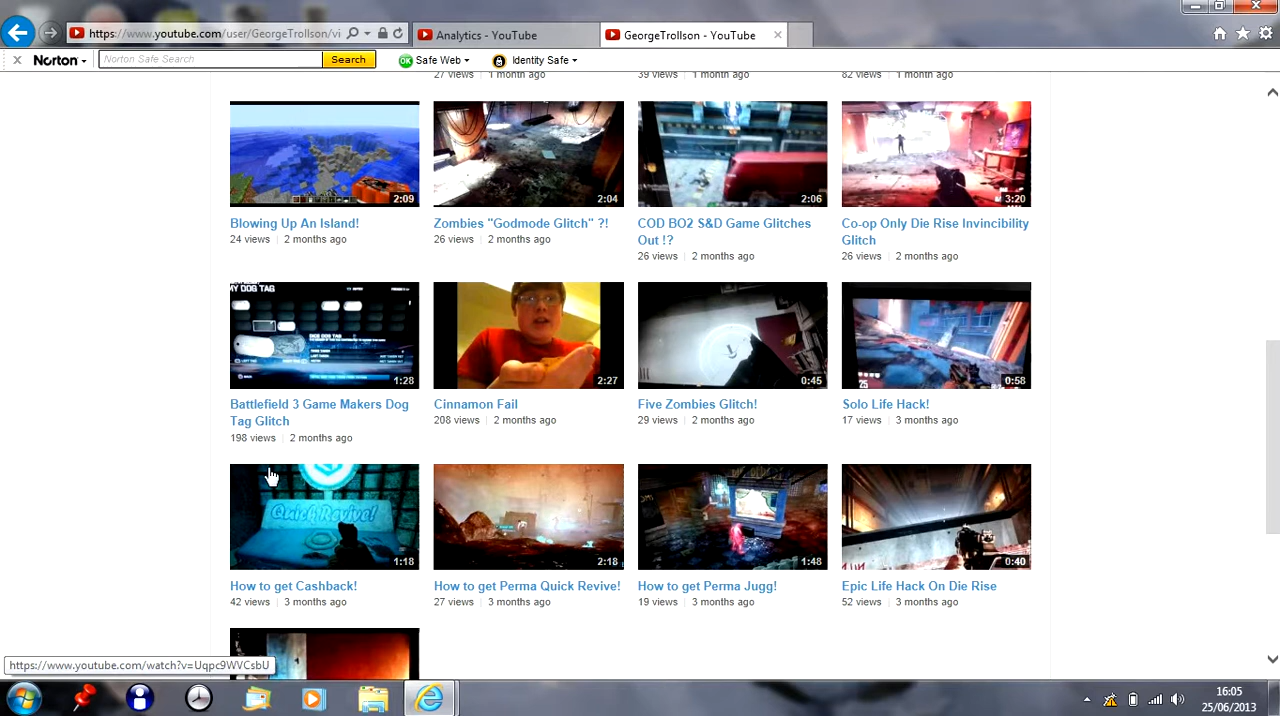 https://www.youtube.com/user/GeorgeTrollson/vi
Analytics - YouTube
GeorgeTrollson - YouTube
Norton
Norton Safe Search
Search
OK Safe Web
Identity Safe
27 views 1 month ago
39 views 1 month ago
82 views 1 month ago
2:09
2:04
2:06
3:20
Blowing Up An Island!
24 views 2 months ago
Zombies "Godmode Glitch" ?!
26 views 2 months ago
COD BO2 S&D Game Glitches
Out !?
26 views 2 months ago
Co-op Only Die Rise Invincibility
Glitch
26 views 2 months ago
MY DOG TAG
1:28
2:27
0:45
25
0:58
Battlefield 3 Game Makers Dog
Tag Glitch
198 views 2 months ago
Cinnamon Fail
208 views 2 months ago
Five Zombies Glitch!
29 views 2 months ago
Solo Life Hack!
17 views 3 months ago
Quick Revive!
1:18
2:18
1:48
0:40
How to get Cashback!
42 views 3 months ago
How to get Perma Quick Revive!
27 views 3 months ago
How to get Perma Jugg!
19 views 3 months ago
Epic Life Hack On Die Rise
52 views 3 months ago
https://www.youtube.com/watch?v=Uqpc9WVCsbU
16:05
25/06/2013